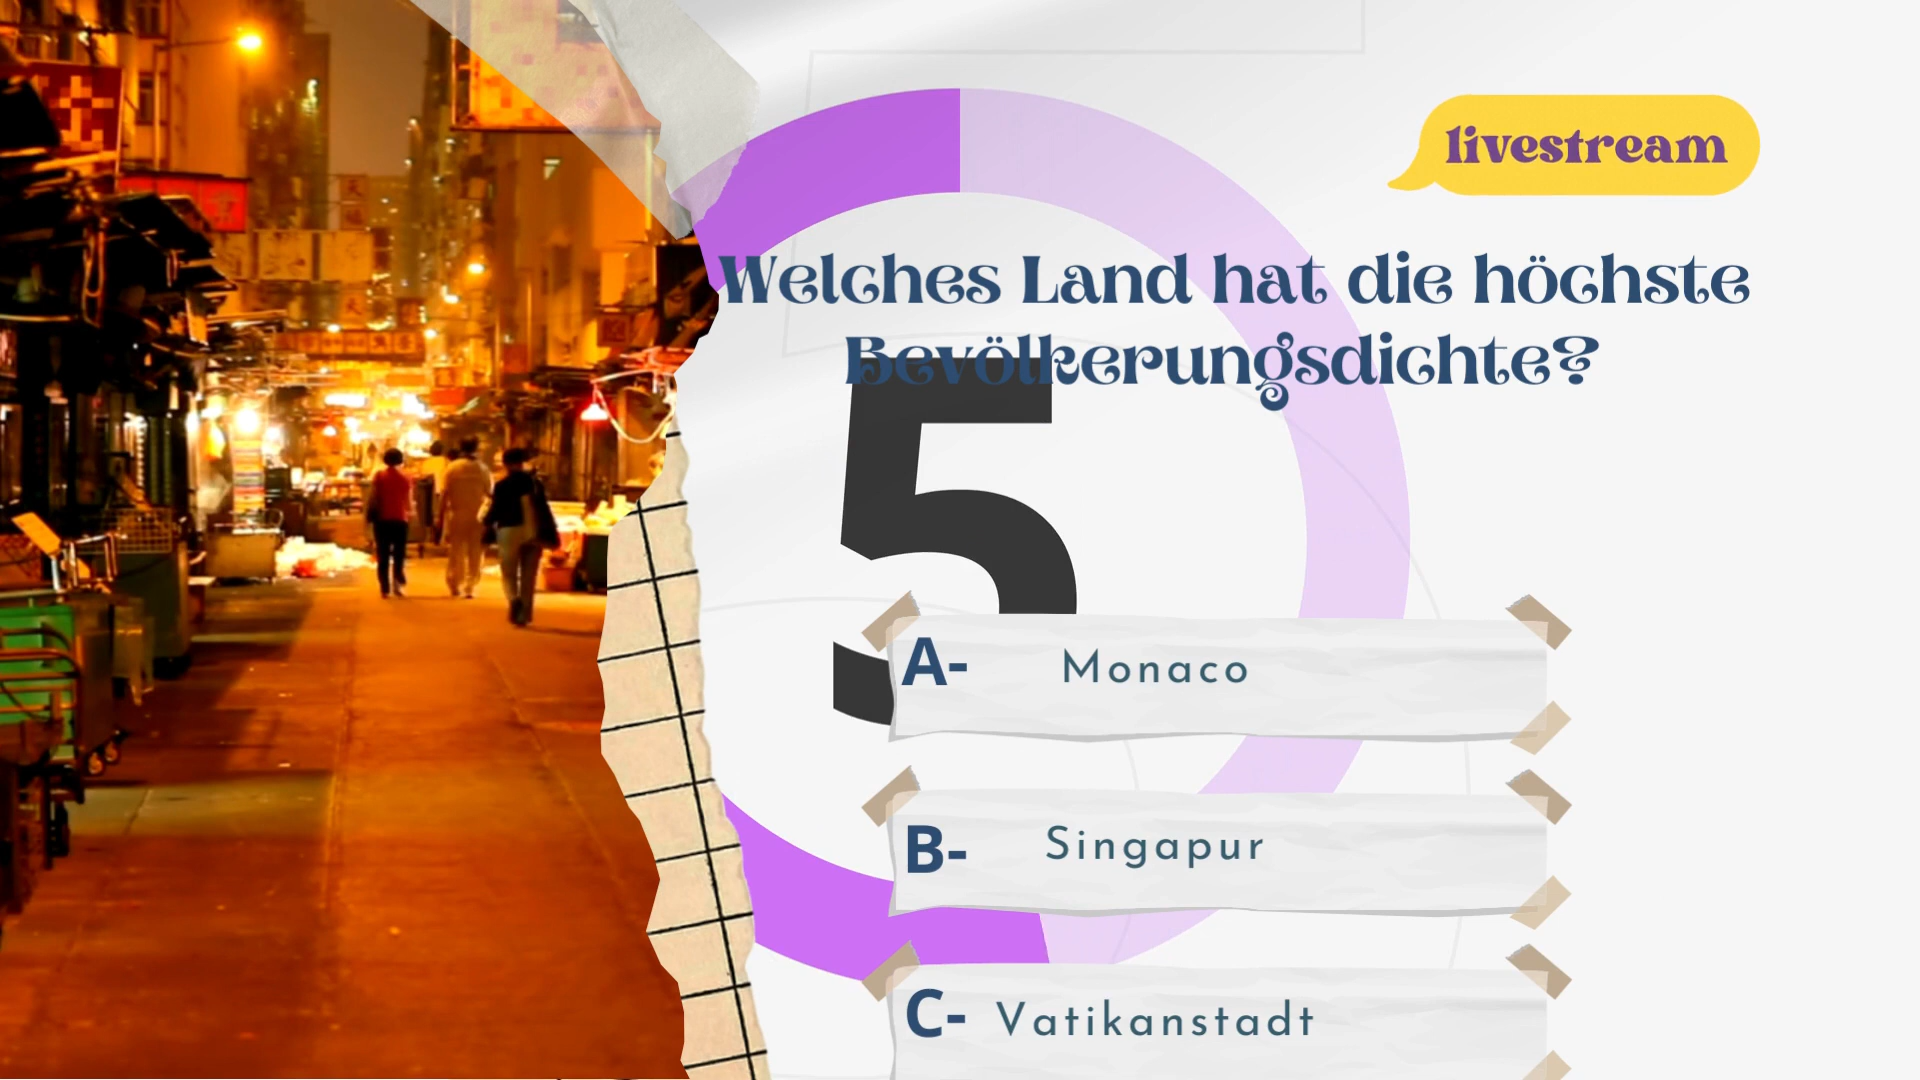 livestream
Welches Land hat die höchste
Bevölkerungsdichte?
5
A- Monaco
B- Singapur
C- Vatikanstadt